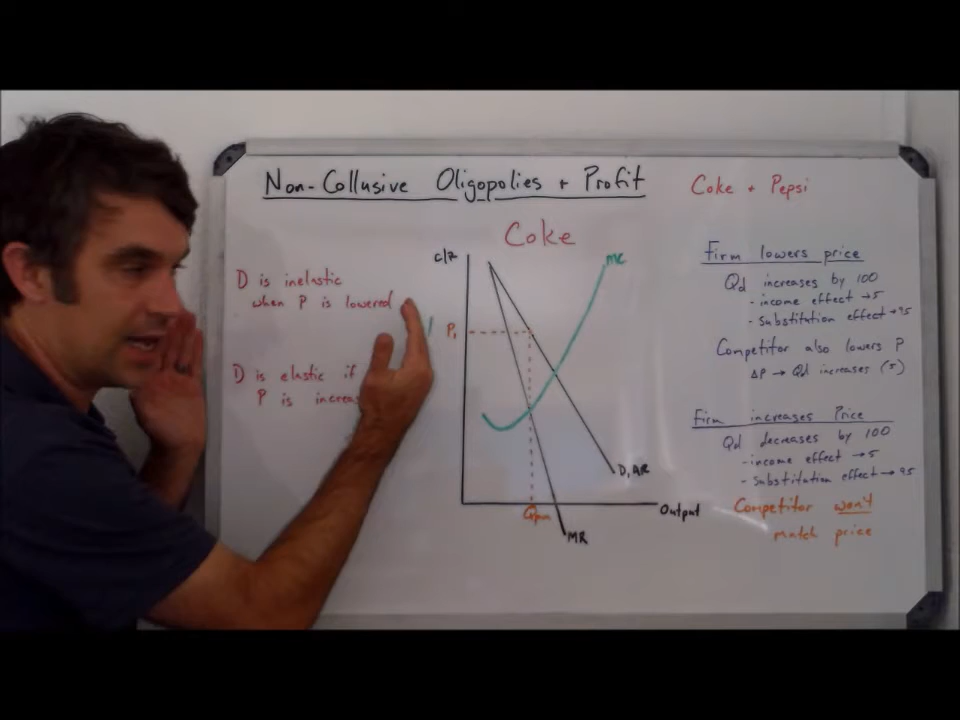 Non-Collusive Oligopolies + Profit
Coke + Pepsi
D is inelastic
when P is lowered
D is elastic if
P is
Coke
P₁
MC
D, AR
Output
Qpm
MR
Firm lowers price
Qd increases by 100
- income effect → 5
- substitution effect → 95
Competitor also lowers P
ΔP → Qd increases (5)
Firm increases Price
Qd decreases by 100
- income effect → 5
- substitution effect → 95
Competitor won't
match price